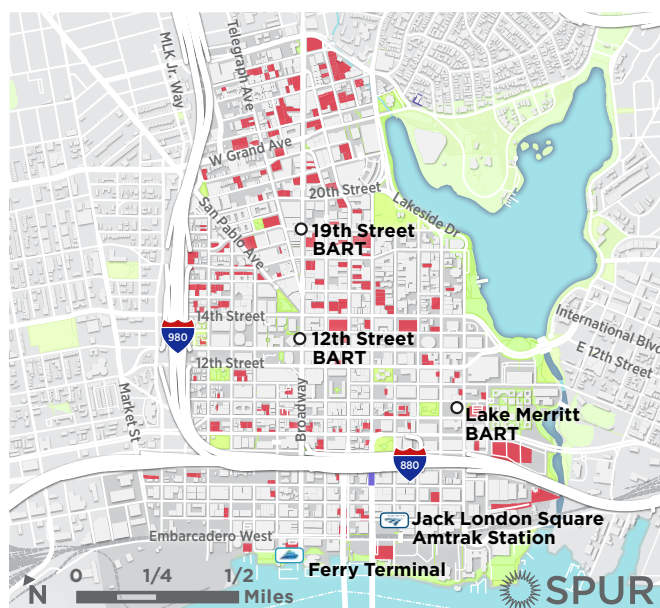 MLK Jr. Way
Telegraph Ave
W Grand Ave
20th Street
San Pablo Ave
Lakeside Dr
19th Street
BART
14th Street
980
12th Street
BART
International Blvd
E 12th Street
12th Street
Market St
Broadway
Lake Merritt
BART
880
Jack London Square
Amtrak Station
Embarcadero West
Ferry Terminal
N
0 1/4 1/2
Miles
SPUR